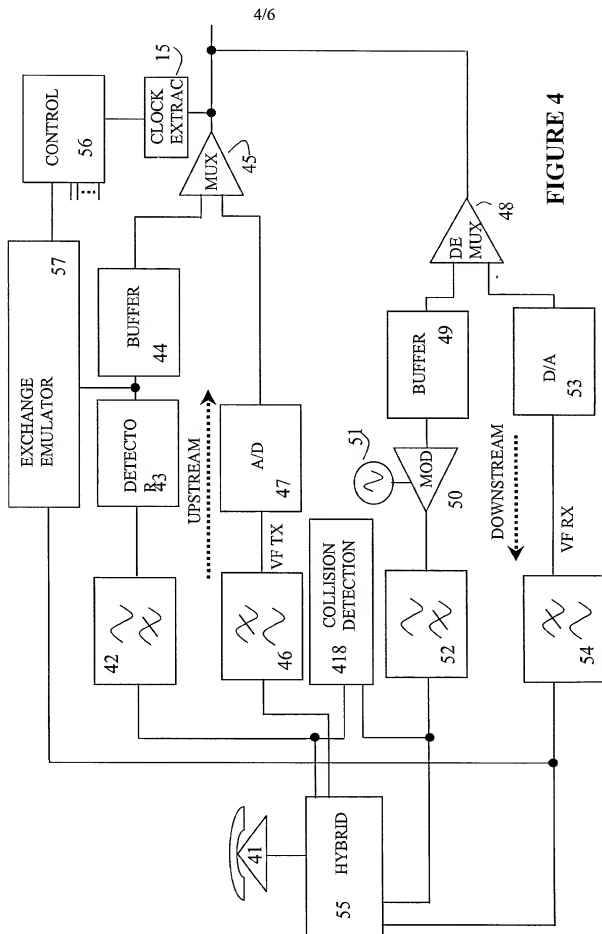 4/6
CONTROL
56
15
CLOCK
EXTRAC
EXCHANGE
EMULATOR
57
BUFFER
44
MUX
45
DETECTO
R
43
42
UPSTREAM
A/D
47
VF TX
46
COLLISION
DETECTION
418
BUFFER
49
DE
MUX
48
51
MOD
50
52
DOWNSTREAM
D/A
53
VF RX
54
41
HYBRID
55
FIGURE 4